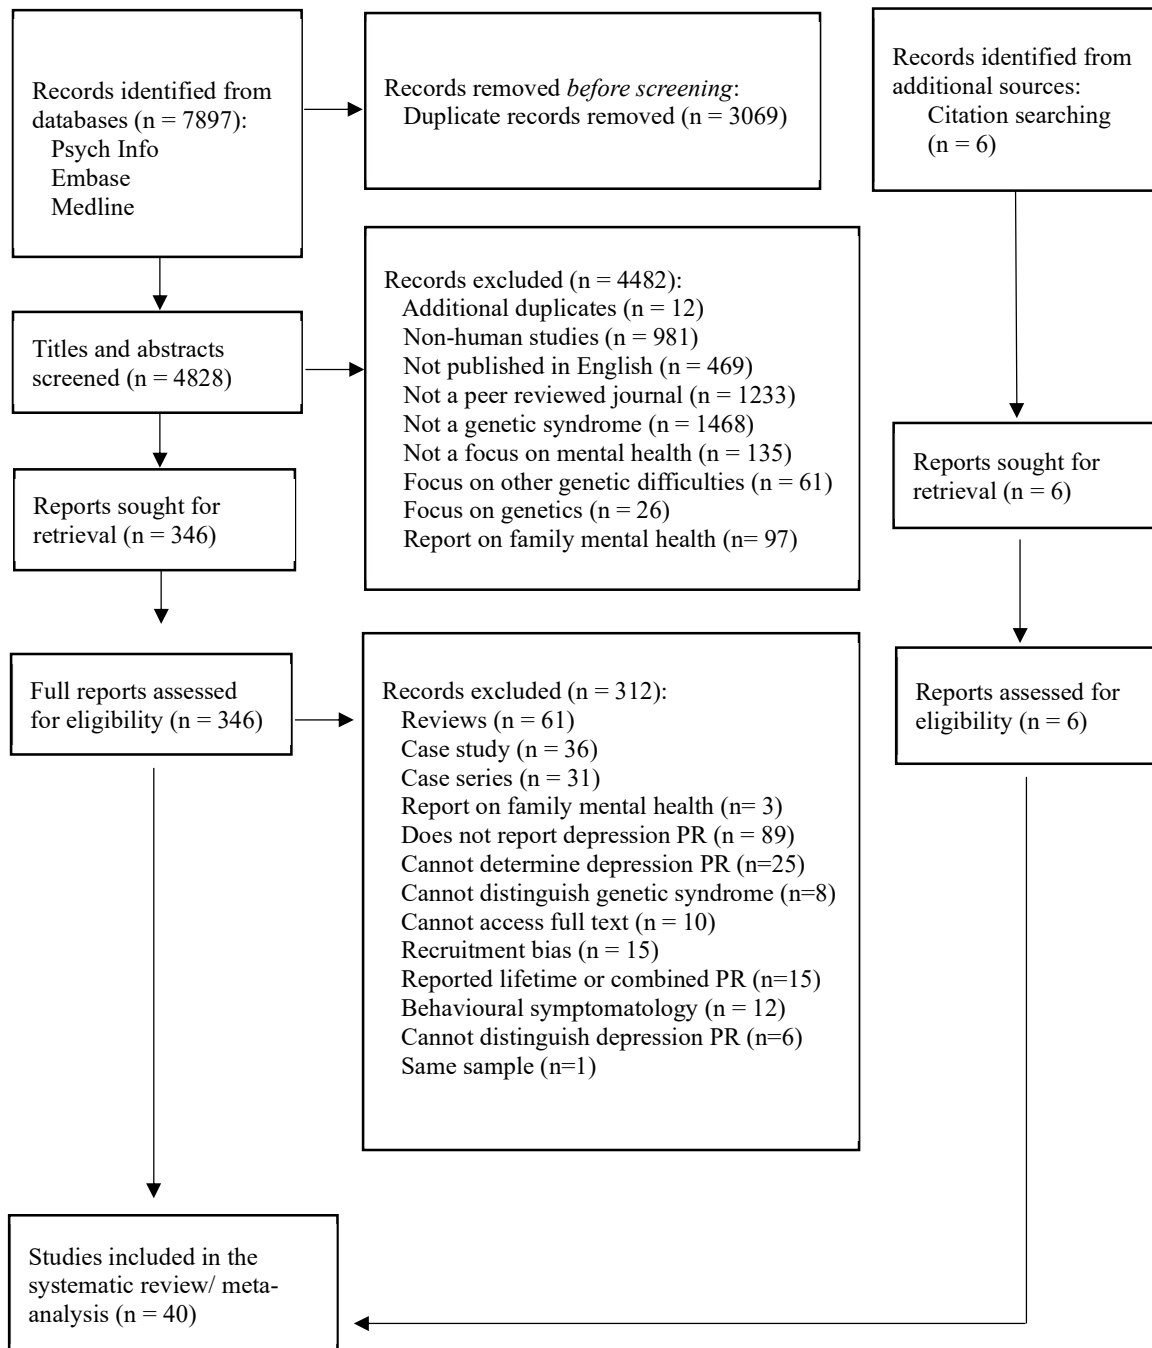 Records identified from
databases (n = 7897):
Psych Info
Embase
Medline
Records removed before screening:
Duplicate records removed (n = 3069)
Records identified from
additional sources:
Citation searching
(n = 6)
Titles and abstracts
screened (n = 4828)
Records excluded (n = 4482):
Additional duplicates (n = 12)
Non-human studies (n = 981)
Not published in English (n = 469)
Not a peer reviewed journal (n = 1233)
Not a genetic syndrome (n = 1468)
Not a focus on mental health (n = 135)
Focus on other genetic difficulties (n = 61)
Focus on genetics (n = 26)
Report on family mental health (n= 97)
Reports sought for
retrieval (n = 346)
Reports sought for
retrieval (n = 6)
Full reports assessed
for eligibility (n = 346)
Records excluded (n = 312):
Reviews (n = 61)
Case study (n = 36)
Case series (n = 31)
Report on family mental health (n= 3)
Does not report depression PR (n = 89)
Cannot determine depression PR (n=25)
Cannot distinguish genetic syndrome (n=8)
Cannot access full text (n = 10)
Recruitment bias (n = 15)
Reported lifetime or combined PR (n=15)
Behavioural symptomatology (n = 12)
Cannot distinguish depression PR (n=6)
Same sample (n=1)
Reports assessed for
eligibility (n = 6)
Studies included in the
systematic review/ meta-
analysis (n = 40)